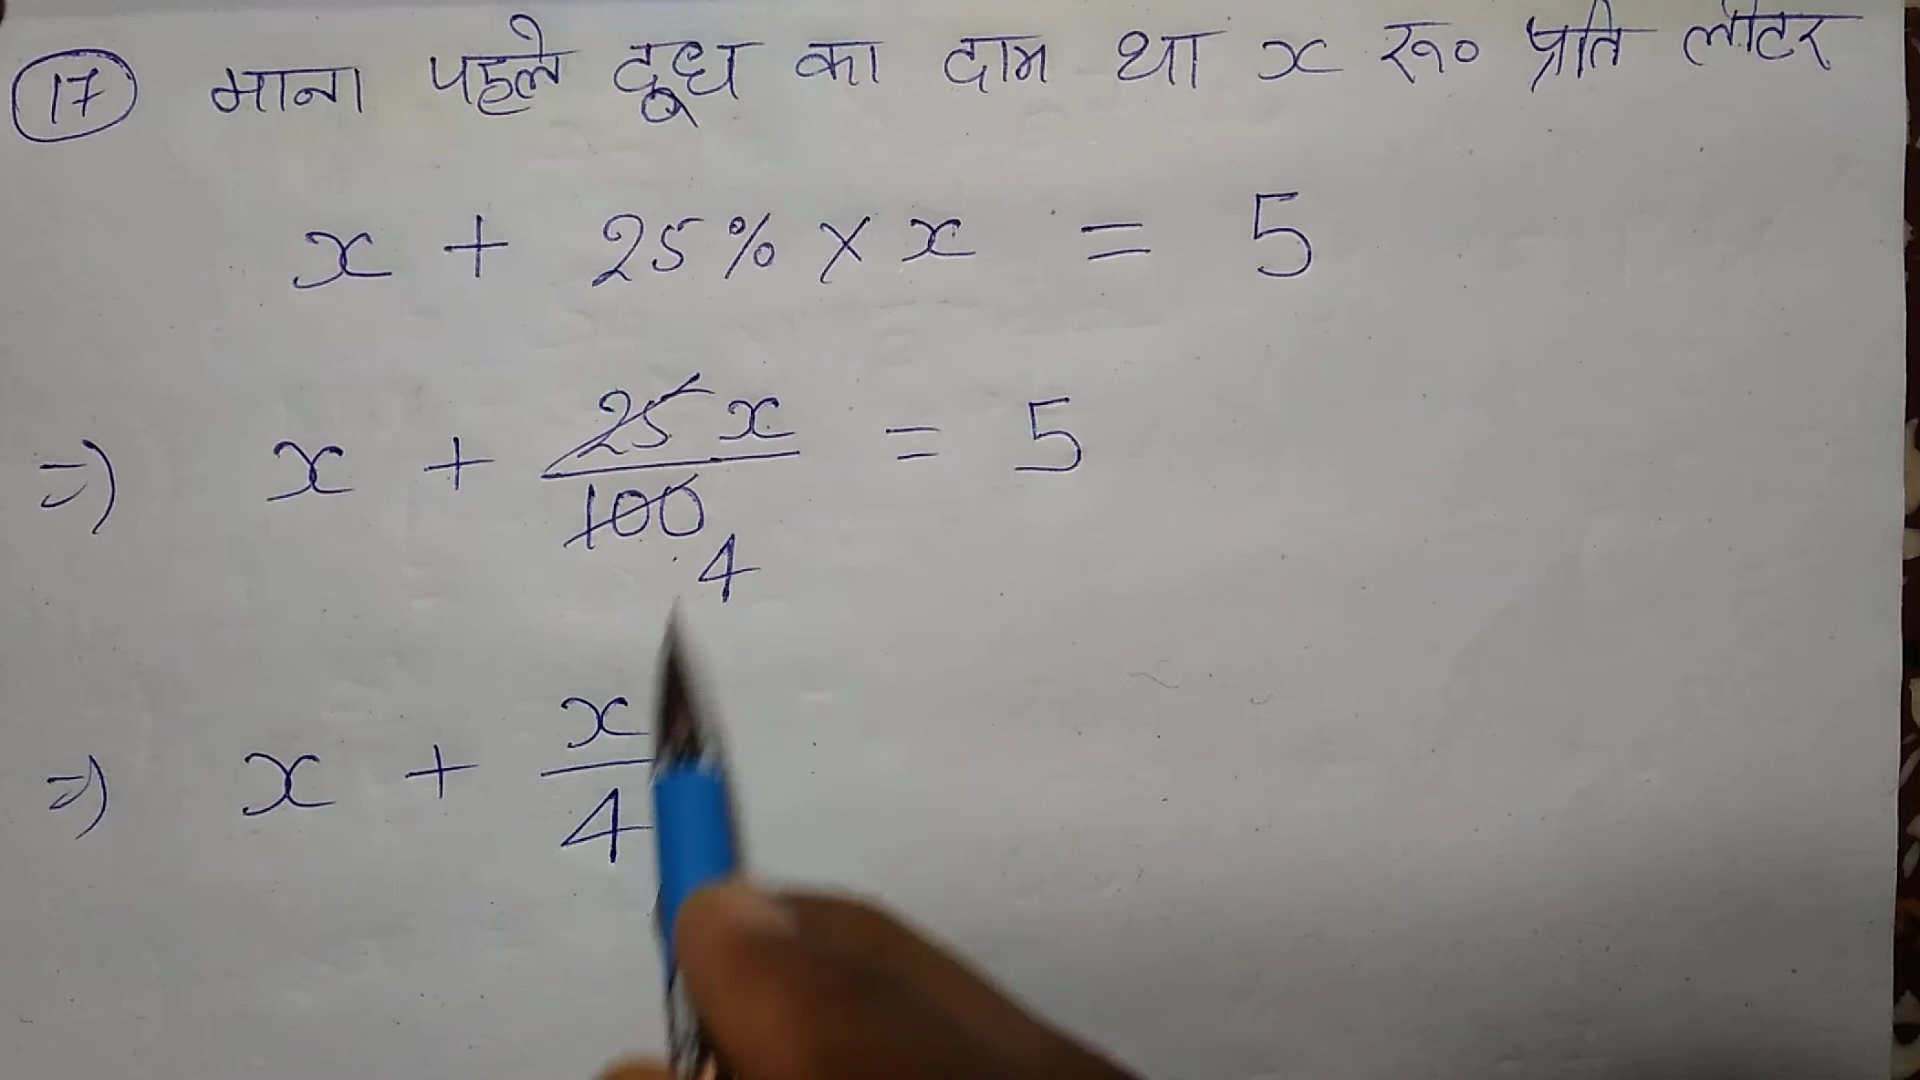 17 माना पहले दूध का दाम था x रू० प्रति लीटर
x + 25% × x = 5
⇒ x + 25x/100 = 5
4
⇒ x + x/4